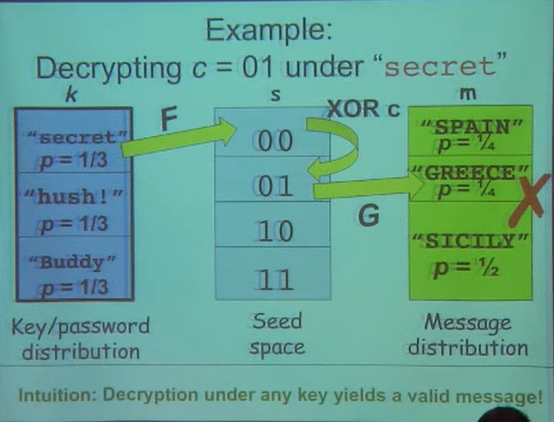 Example:
Decrypting c = 01 under “secret”
k
F
s
XOR c
m
“secret”
p = 1/3
“hush!”
p = 1/3
“Buddy”
p = 1/3
00
01
10
11
G
“SPAIN”
p = ¼
“GREECE”
p = ¼
X
“SICILY”
p = ½
Key/password
distribution
Seed
space
Message
distribution
Intuition: Decryption under any key yields a valid message!